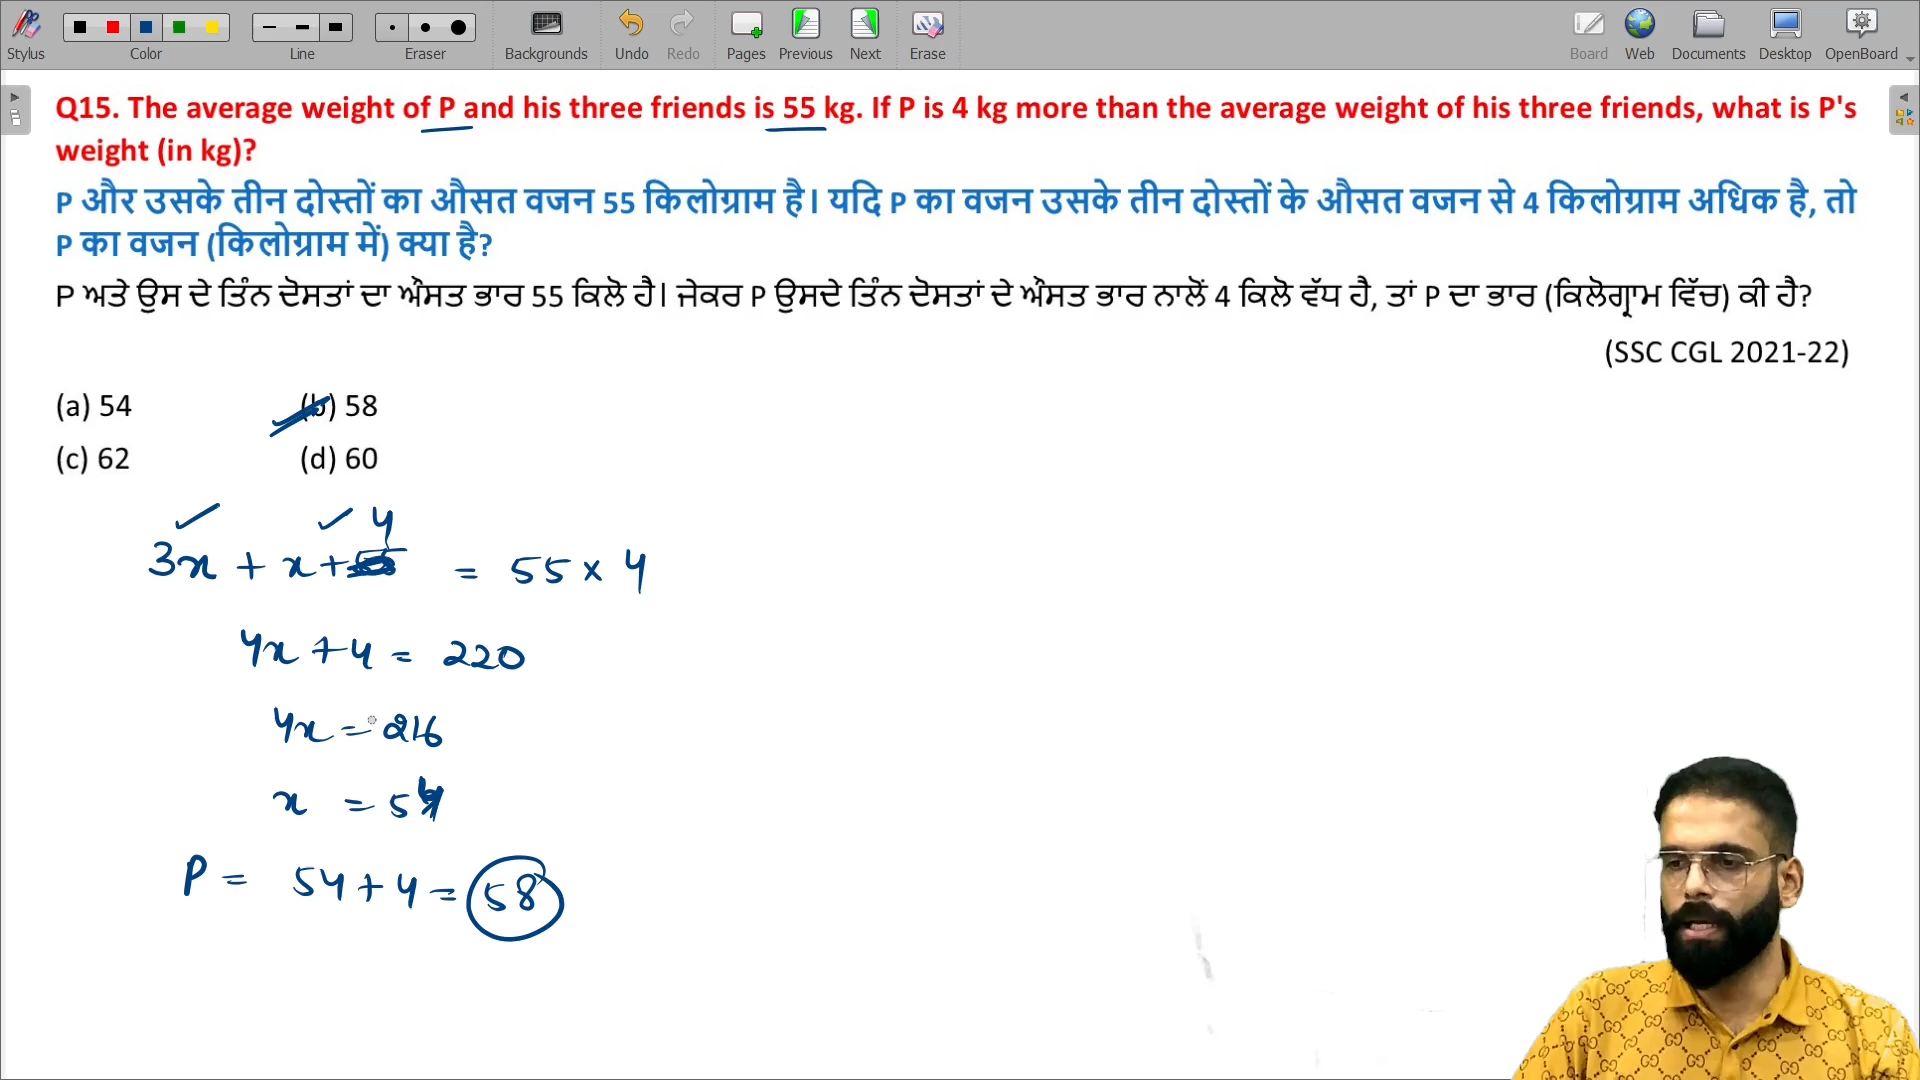 Stylus Color Line Eraser Backgrounds Undo Redo Pages Previous Next Erase Board Web Documents Desktop OpenBoard
Q15. The average weight of P and his three friends is 55 kg. If P is 4 kg more than the average weight of his three friends, what is P's
weight (in kg)?
P और उसके तीन दोस्तों का औसत वजन 55 किलोग्राम है। यदि P का वजन उसके तीन दोस्तों के औसत वजन से 4 किलोग्राम अधिक है, तो
P का वजन (किलोग्राम में) क्या है?
P ਅਤੇ ਉਸ ਦੇ ਤਿੰਨ ਦੋਸਤਾਂ ਦਾ ਔਸਤ ਭਾਰ 55 ਕਿਲੋ ਹੈ। ਜੇਕਰ P ਉਸਦੇ ਤਿੰਨ ਦੋਸਤਾਂ ਦੇ ਔਸਤ ਭਾਰ ਨਾਲੋਂ 4 ਕਿਲੋ ਵੱਧ ਹੈ, ਤਾਂ P ਦਾ ਭਾਰ (ਕਿਲੋਗ੍ਰਾਮ ਵਿੱਚ) ਕੀ ਹੈ?
(SSC CGL 2021-22)
(a) 54 (b) 58
(c) 62 (d) 60
3x + x + 4 = 55 × 4
4x + 4 = 220
4x = 216
x = 54
P = 54 + 4 = 58